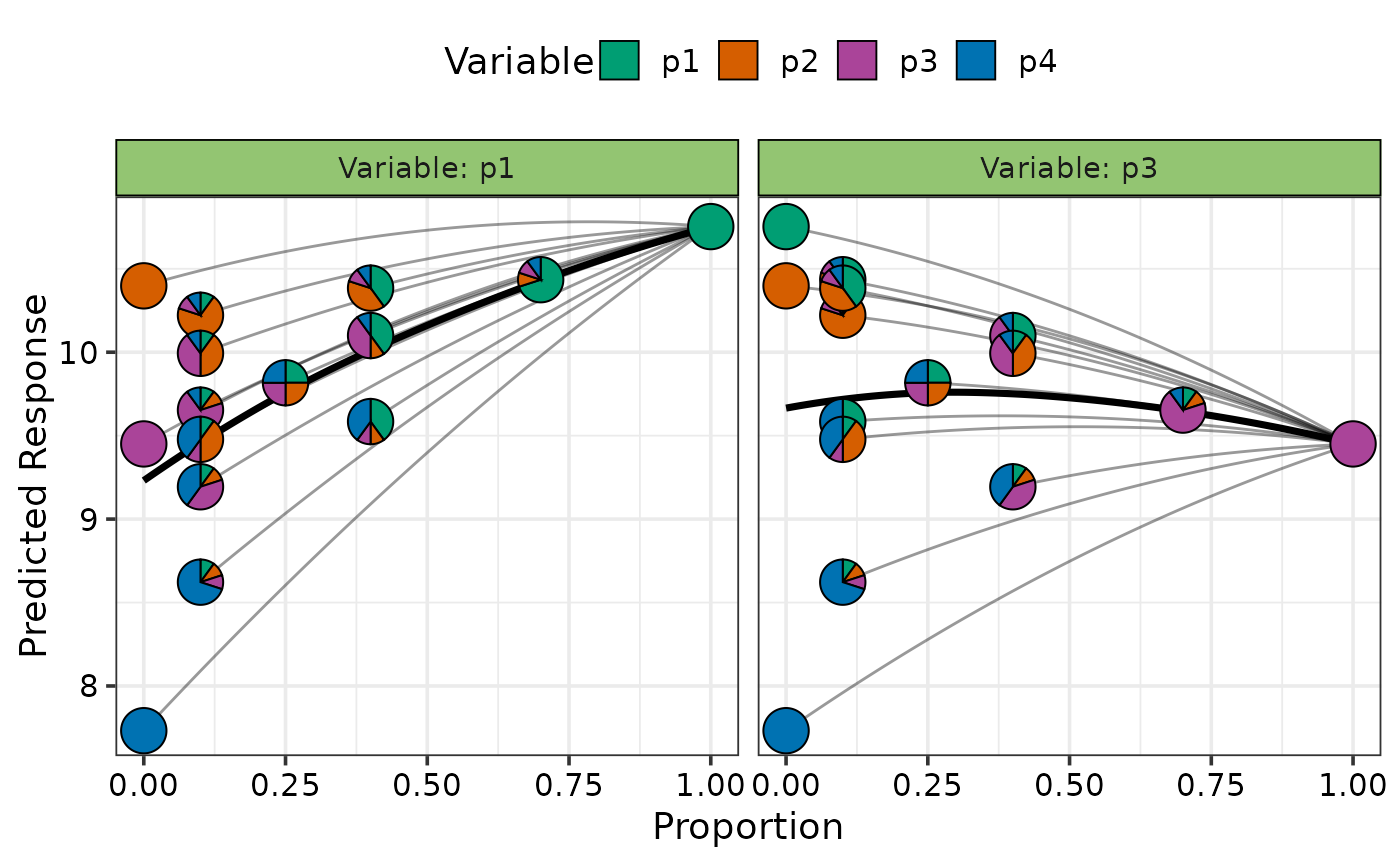 Variable p1 p2 p3 p4
Variable: p1 Variable: p3
Predicted Response
10
9
8
0.00 0.25 0.50 0.75 1.00 0.00 0.25 0.50 0.75 1.00
Proportion